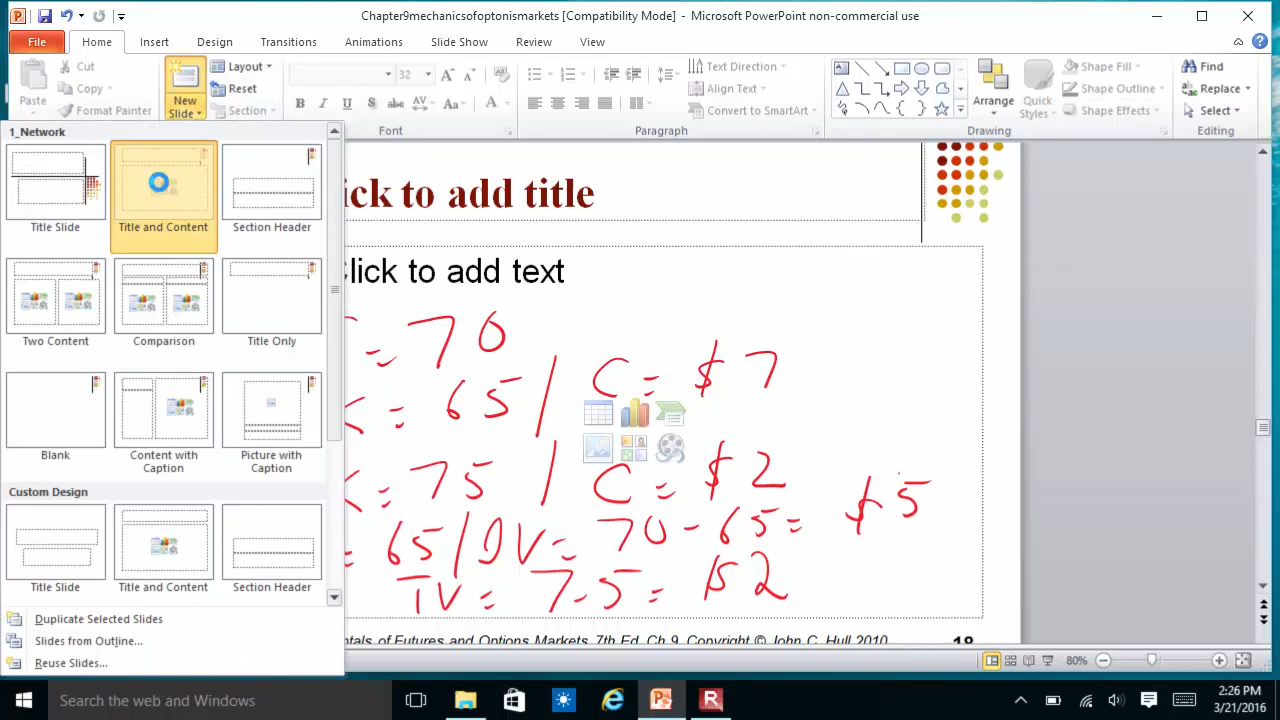 Chapter9mechanicsofoptonismarkets [Compatibility Mode] - Microsoft PowerPoint non-commercial use
File Home Insert Design Transitions Animations Slide Show Review View
Paste
Cut
Copy
Format Painter
New Slide
Layout
Reset
Section
32
Font
Text Direction
Align Text
Convert to SmartArt
Paragraph
Arrange
Quick Styles
Shape Fill
Shape Outline
Shape Effects
Drawing
Find
Replace
Select
Editing
1_Network
Title Slide Title and Content Section Header
Two Content Comparison Title Only
Blank Content with Caption Picture with Caption
Custom Design
Title Slide Title and Content Section Header
Duplicate Selected Slides
Slides from Outline...
Reuse Slides...
ick to add title
Click to add text
= 70
K = 65 / C = $ 7
K = 75 / C = $ 2
= 65 / IV = 70 - 65 = $ 5
TV = 7-5 = $2
ntals of Futures and Options Markets, 7th Ed, Ch 9, Copyright © John C. Hull 2010 18
80%
Search the web and Windows
2:26 PM
3/21/2016